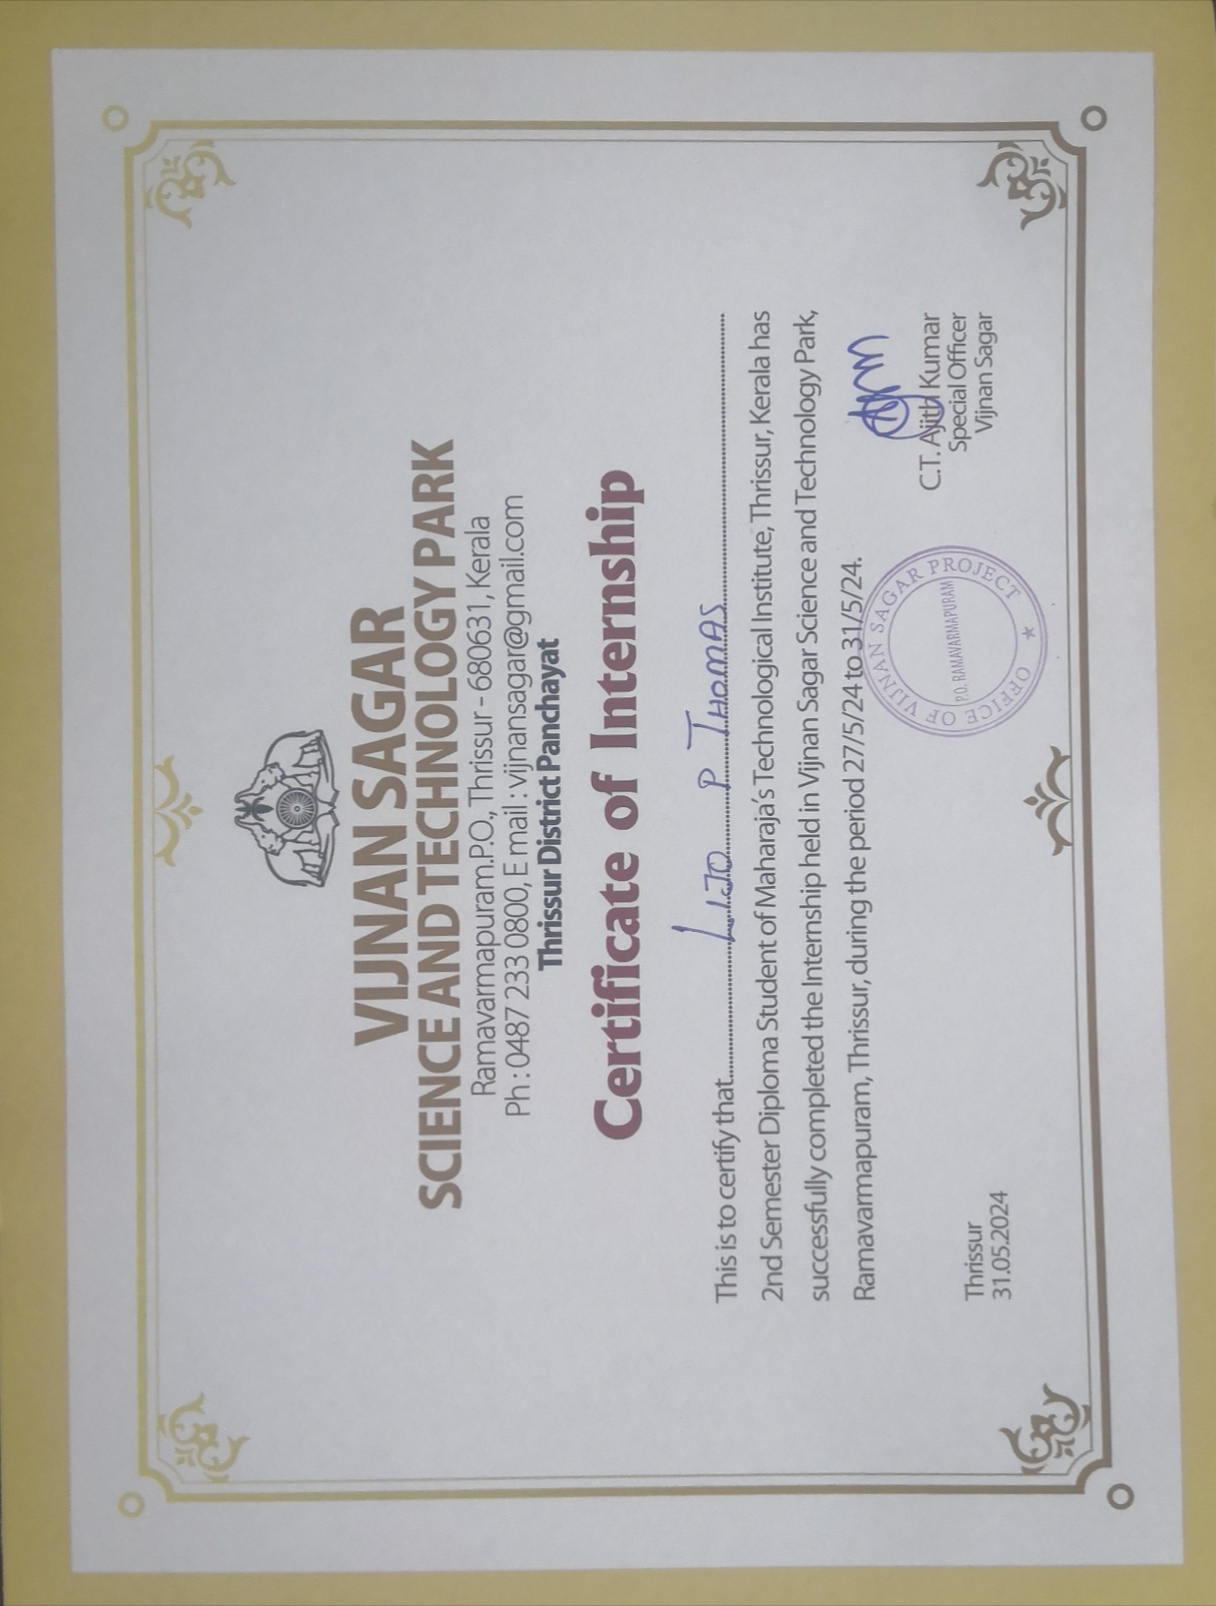 VIJNAN SAGAR
SCIENCE AND TECHNOLOGY PARK
Ramavarmapuram.P.O., Thrissur - 680631, Kerala
Ph : 0487 233 0800, E mail : vijnansagar@gmail.com
Thrissur District Panchayat
Certificate of Internship
This is to certify that LIJO P THOMAS
2nd Semester Diploma Student of Maharaja's Technological Institute, Thrissur, Kerala has
successfully completed the Internship held in Vijnan Sagar Science and Technology Park,
Ramavarmapuram, Thrissur, during the period 27/5/24 to 31/5/24.
OFFICE OF VIJNAN SAGAR PROJECT
P.O. RAMAVARMAPURAM
C.T. Ajith Kumar
Special Officer
Vijnan Sagar
Thrissur
31.05.2024